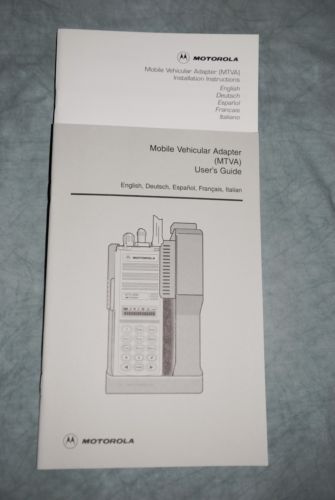 MOTOROLA
Mobile Vehicular Adapter (MTVA)
Installation Instructions
English
Deutsch
Español
Français
Italiano
Mobile Vehicular Adapter
(MTVA)
User's Guide
English, Deutsch, Español, Français, Italian
MOTOROLA
MOTOROLA